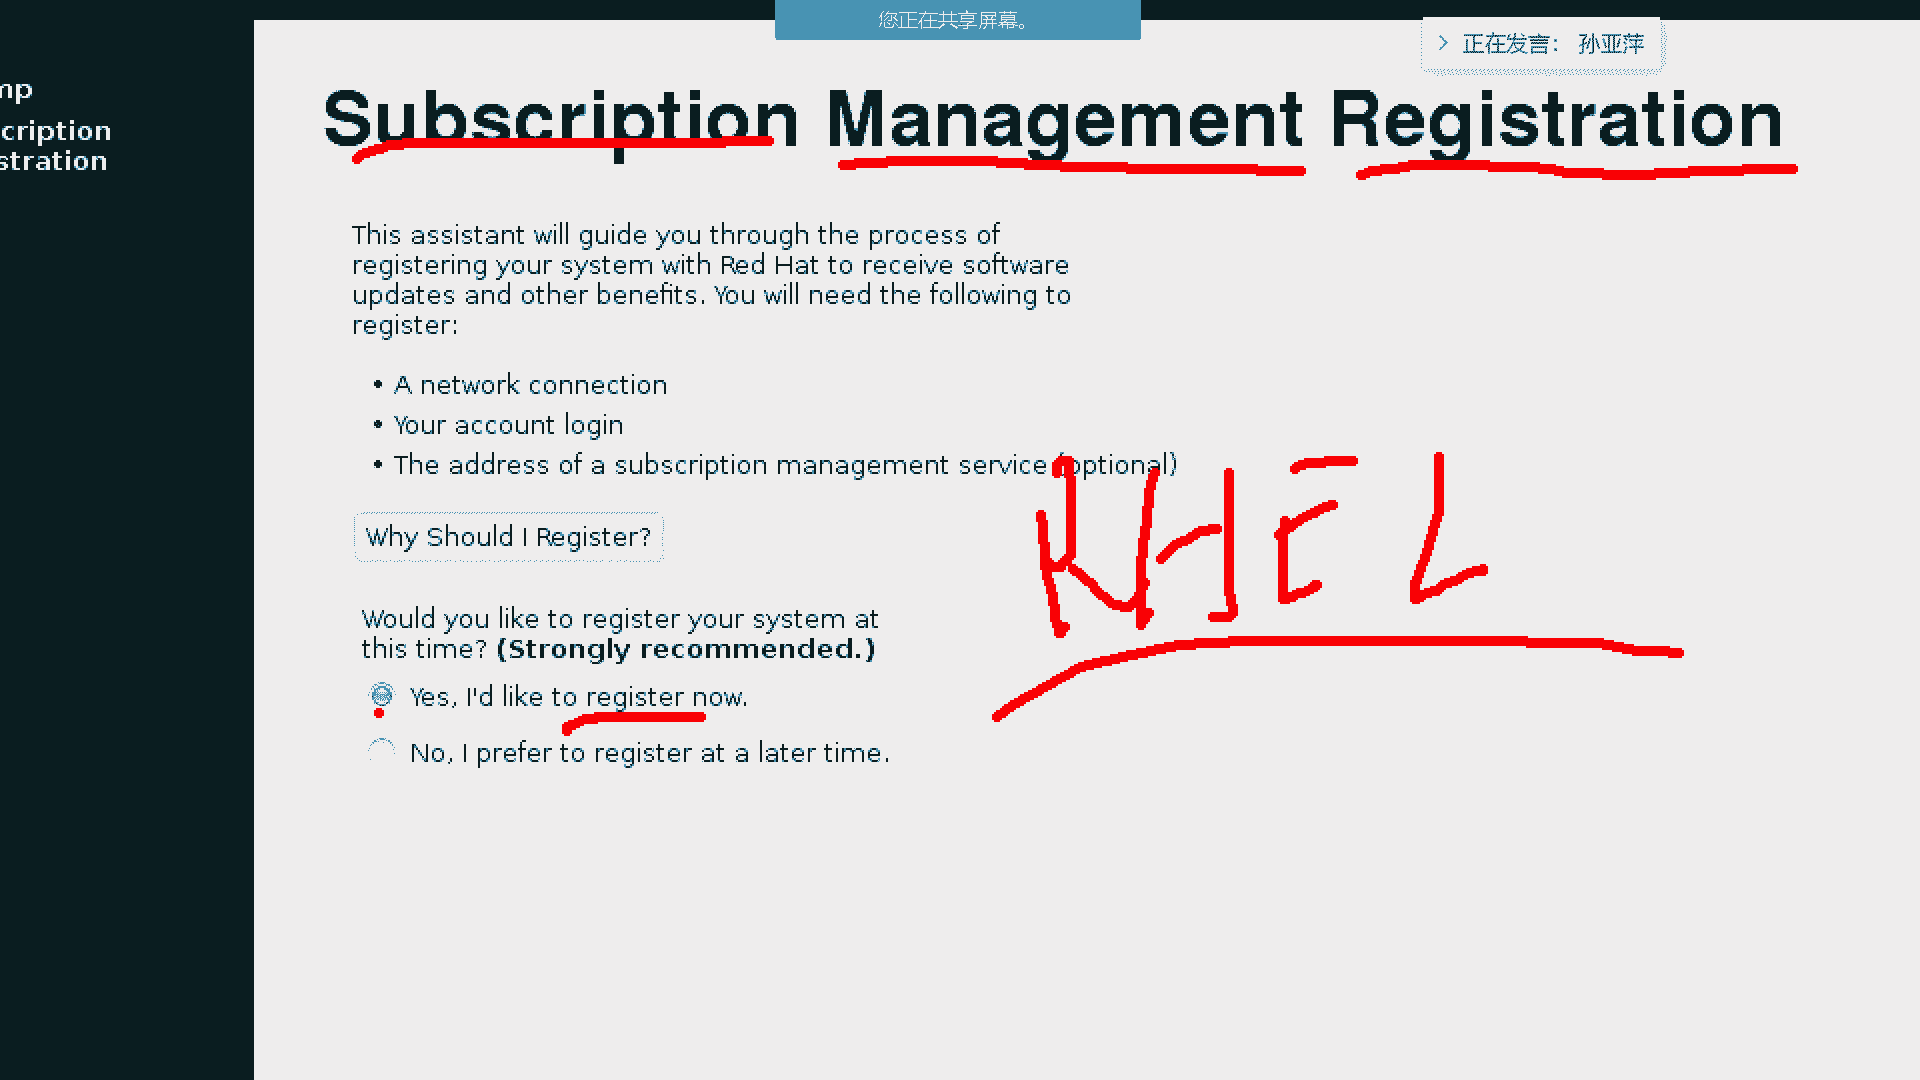 您正在共享屏幕。
正在发言： 孙亚萍
mp
cription
stration
Subscription Management Registration
This assistant will guide you through the process of
registering your system with Red Hat to receive software
updates and other benefits. You will need the following to
register:
• A network connection
• Your account login
• The address of a subscription management service (optional)
RHEL
Why Should I Register?
Would you like to register your system at
this time? (Strongly recommended.)
Yes, I'd like to register now.
No, I prefer to register at a later time.